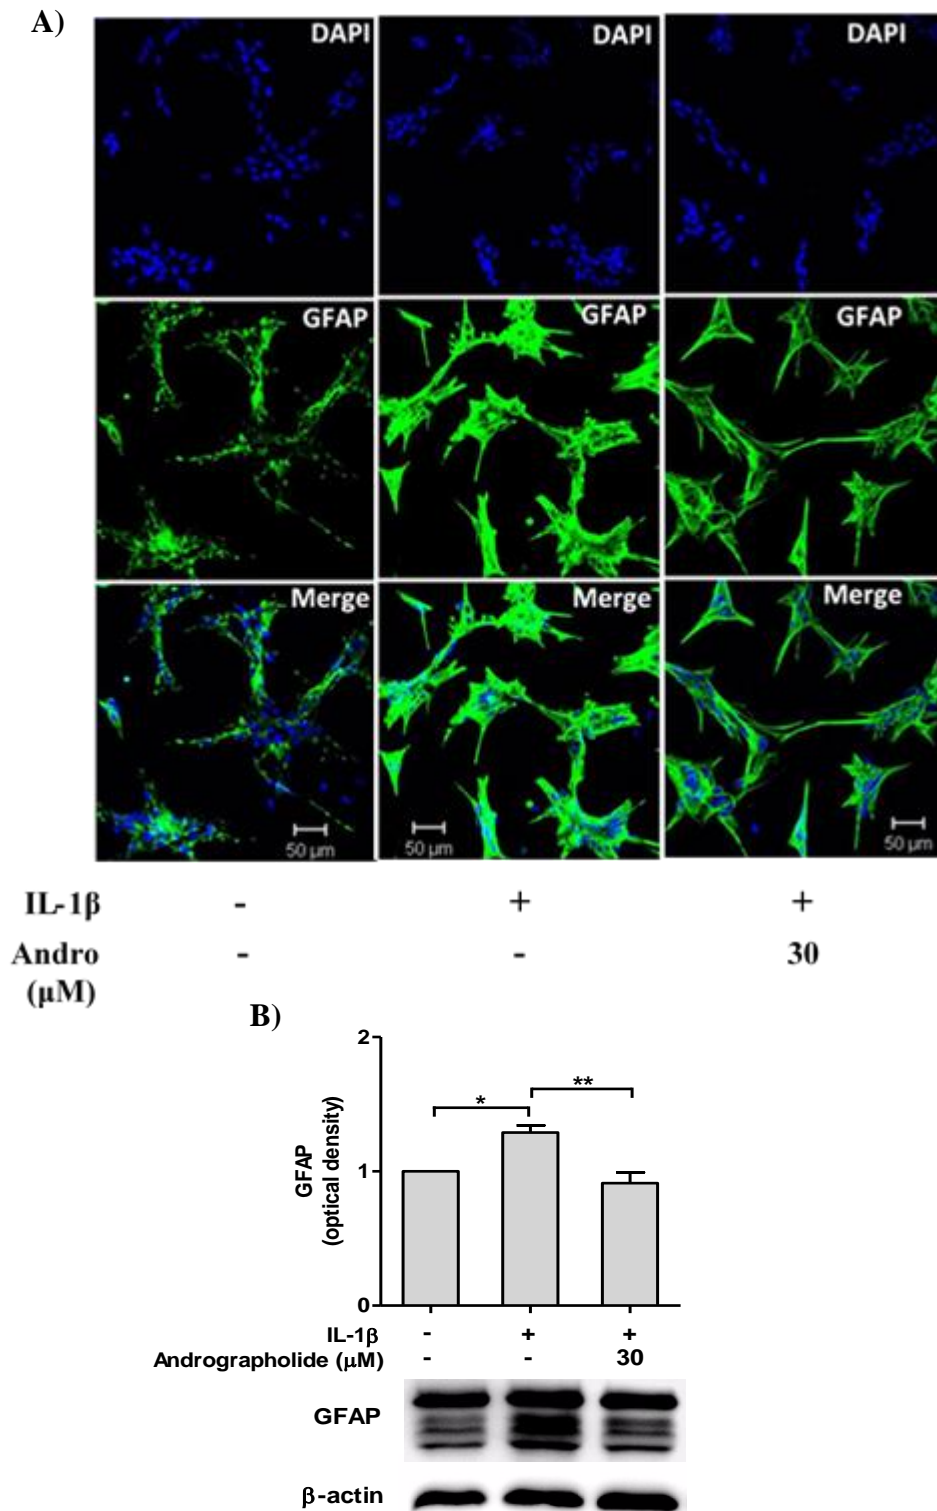 A)
DAPI DAPI DAPI
GFAP GFAP GFAP
Merge Merge Merge
50 μm 50 μm 50 μm
IL-1β - + +
Andro - - 30
(μM)
B)
2
**
*
GFAP
(optical density)
1
0
IL-1β - + +
Andrographolide (μM) - - 30
GFAP
β-actin